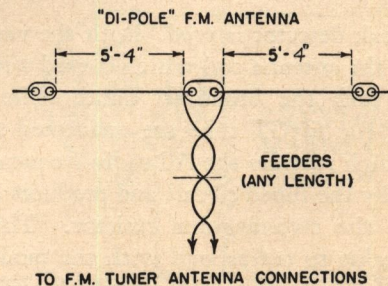 "DI-POLE" F.M. ANTENNA
5'-4" 5'-4"
FEEDERS
(ANY LENGTH)
TO F.M. TUNER ANTENNA CONNECTIONS